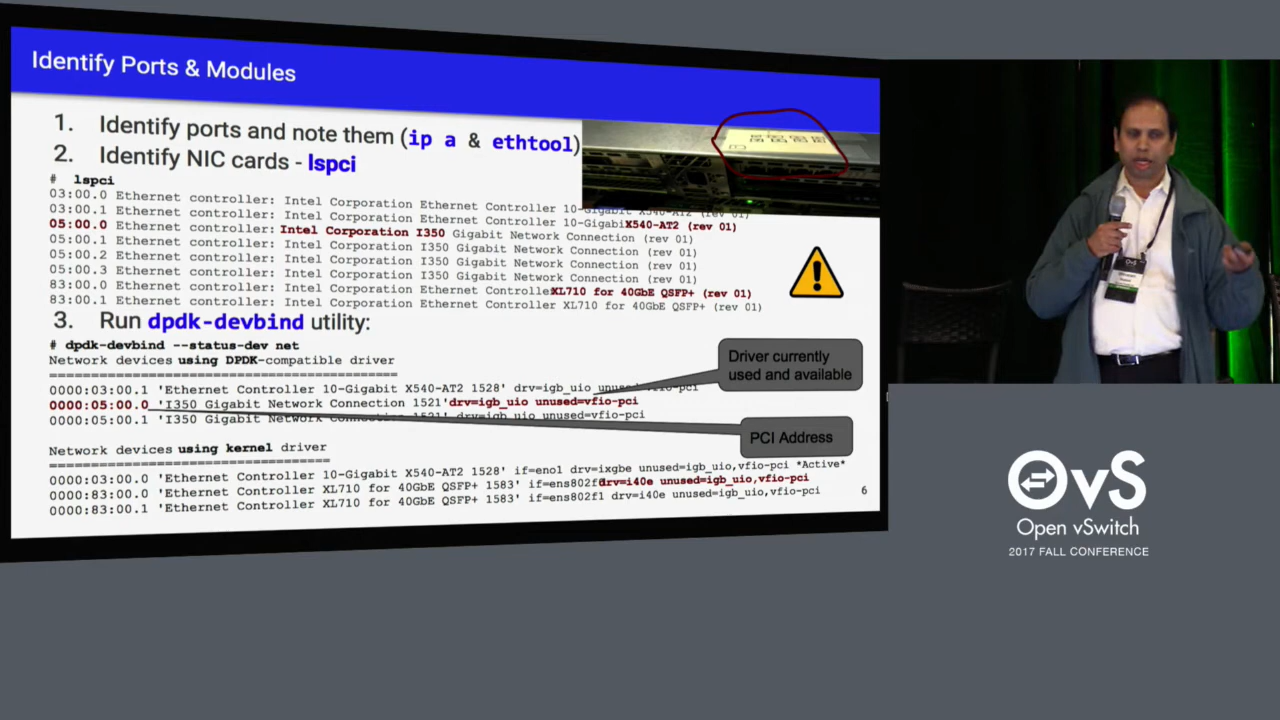 Identify Ports & Modules
1. Identify ports and note them (ip a & ethtool)
2. Identify NIC cards - lspci
# lspci
03:00.0 Ethernet controller: Intel Corporation Ethernet Controller 10-Gigabit X540-AT2 (rev 01)
03:00.1 Ethernet controller: Intel Corporation Ethernet Controller 10-GigabiX540-AT2 (rev 01)
05:00.0 Ethernet controller: Intel Corporation I350 Gigabit Network Connection (rev 01)
05:00.1 Ethernet controller: Intel Corporation I350 Gigabit Network Connection (rev 01)
05:00.2 Ethernet controller: Intel Corporation I350 Gigabit Network Connection (rev 01)
05:00.3 Ethernet controller: Intel Corporation I350 Gigabit Network Connection (rev 01)
83:00.0 Ethernet controller: Intel Corporation Ethernet ControlleXL710 for 40GbE QSFP+ (rev 01)
83:00.1 Ethernet controller: Intel Corporation Ethernet Controller XL710 for 40GbE QSFP+ (rev 01)
3. Run dpdk-devbind utility:
# dpdk-devbind --status-dev net
Network devices using DPDK-compatible driver
========================================
0000:03:00.1 'Ethernet Controller 10-Gigabit X540-AT2 1528' drv=igb_uio unused=vfio-pci
0000:05:00.0 'I350 Gigabit Network Connection 1521'drv=igb_uio unused=vfio-pci
0000:05:00.1 'I350 Gigabit Network Connection 1521' drv=igb_uio unused=vfio-pci
Driver currently
used and available
PCI Address
Network devices using kernel driver
================================
0000:03:00.0 'Ethernet Controller 10-Gigabit X540-AT2 1528' if=eno1 drv=ixgbe unused=igb_uio,vfio-pci *Active*
0000:83:00.0 'Ethernet Controller XL710 for 40GbE QSFP+ 1583' if=ens802fdrv=i40e unused=igb_uio,vfio-pci
0000:83:00.1 'Ethernet Controller XL710 for 40GbE QSFP+ 1583' if=ens802f1 drv=i40e unused=igb_uio,vfio-pci
6
OvS
Open vSwitch
2017 FALL CONFERENCE